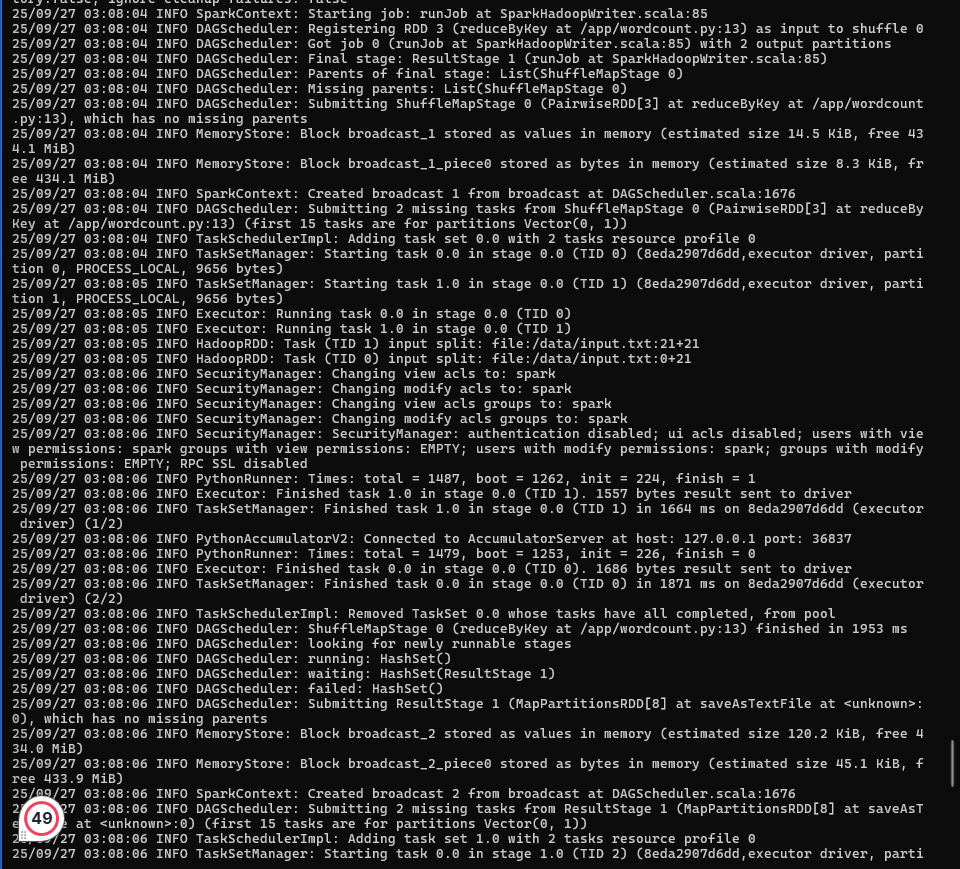 tory:false, ignore cleanup failures: false
25/09/27 03:08:04 INFO SparkContext: Starting job: runJob at SparkHadoopWriter.scala:85
25/09/27 03:08:04 INFO DAGScheduler: Registering RDD 3 (reduceByKey at /app/wordcount.py:13) as input to shuffle 0
25/09/27 03:08:04 INFO DAGScheduler: Got job 0 (runJob at SparkHadoopWriter.scala:85) with 2 output partitions
25/09/27 03:08:04 INFO DAGScheduler: Final stage: ResultStage 1 (runJob at SparkHadoopWriter.scala:85)
25/09/27 03:08:04 INFO DAGScheduler: Parents of final stage: List(ShuffleMapStage 0)
25/09/27 03:08:04 INFO DAGScheduler: Missing parents: List(ShuffleMapStage 0)
25/09/27 03:08:04 INFO DAGScheduler: Submitting ShuffleMapStage 0 (PairwiseRDD[3] at reduceByKey at /app/wordcount
.py:13), which has no missing parents
25/09/27 03:08:04 INFO MemoryStore: Block broadcast_1 stored as values in memory (estimated size 14.5 KiB, free 43
4.1 MiB)
25/09/27 03:08:04 INFO MemoryStore: Block broadcast_1_piece0 stored as bytes in memory (estimated size 8.3 KiB, fr
ee 434.1 MiB)
25/09/27 03:08:04 INFO SparkContext: Created broadcast 1 from broadcast at DAGScheduler.scala:1676
25/09/27 03:08:04 INFO DAGScheduler: Submitting 2 missing tasks from ShuffleMapStage 0 (PairwiseRDD[3] at reduceBy
Key at /app/wordcount.py:13) (first 15 tasks are for partitions Vector(0, 1))
25/09/27 03:08:04 INFO TaskSchedulerImpl: Adding task set 0.0 with 2 tasks resource profile 0
25/09/27 03:08:04 INFO TaskSetManager: Starting task 0.0 in stage 0.0 (TID 0) (8eda2907d6dd,executor driver, parti
tion 0, PROCESS_LOCAL, 9656 bytes)
25/09/27 03:08:05 INFO TaskSetManager: Starting task 1.0 in stage 0.0 (TID 1) (8eda2907d6dd,executor driver, parti
tion 1, PROCESS_LOCAL, 9656 bytes)
25/09/27 03:08:05 INFO Executor: Running task 0.0 in stage 0.0 (TID 0)
25/09/27 03:08:05 INFO Executor: Running task 1.0 in stage 0.0 (TID 1)
25/09/27 03:08:05 INFO HadoopRDD: Task (TID 1) input split: file:/data/input.txt:21+21
25/09/27 03:08:05 INFO HadoopRDD: Task (TID 0) input split: file:/data/input.txt:0+21
25/09/27 03:08:06 INFO SecurityManager: Changing view acls to: spark
25/09/27 03:08:06 INFO SecurityManager: Changing modify acls to: spark
25/09/27 03:08:06 INFO SecurityManager: Changing view acls groups to: spark
25/09/27 03:08:06 INFO SecurityManager: Changing modify acls groups to: spark
25/09/27 03:08:06 INFO SecurityManager: SecurityManager: authentication disabled; ui acls disabled; users with vie
w permissions: spark groups with view permissions: EMPTY; users with modify permissions: spark; groups with modify
 permissions: EMPTY; RPC SSL disabled
25/09/27 03:08:06 INFO PythonRunner: Times: total = 1487, boot = 1262, init = 224, finish = 1
25/09/27 03:08:06 INFO Executor: Finished task 1.0 in stage 0.0 (TID 1). 1557 bytes result sent to driver
25/09/27 03:08:06 INFO TaskSetManager: Finished task 1.0 in stage 0.0 (TID 1) in 1664 ms on 8eda2907d6dd (executor
 driver) (1/2)
25/09/27 03:08:06 INFO PythonAccumulatorV2: Connected to AccumulatorServer at host: 127.0.0.1 port: 36837
25/09/27 03:08:06 INFO PythonRunner: Times: total = 1479, boot = 1253, init = 226, finish = 0
25/09/27 03:08:06 INFO Executor: Finished task 0.0 in stage 0.0 (TID 0). 1686 bytes result sent to driver
25/09/27 03:08:06 INFO TaskSetManager: Finished task 0.0 in stage 0.0 (TID 0) in 1871 ms on 8eda2907d6dd (executor
 driver) (2/2)
25/09/27 03:08:06 INFO TaskSchedulerImpl: Removed TaskSet 0.0 whose tasks have all completed, from pool
25/09/27 03:08:06 INFO DAGScheduler: ShuffleMapStage 0 (reduceByKey at /app/wordcount.py:13) finished in 1953 ms
25/09/27 03:08:06 INFO DAGScheduler: looking for newly runnable stages
25/09/27 03:08:06 INFO DAGScheduler: running: HashSet()
25/09/27 03:08:06 INFO DAGScheduler: waiting: HashSet(ResultStage 1)
25/09/27 03:08:06 INFO DAGScheduler: failed: HashSet()
25/09/27 03:08:06 INFO DAGScheduler: Submitting ResultStage 1 (MapPartitionsRDD[8] at saveAsTextFile at <unknown>:
0), which has no missing parents
25/09/27 03:08:06 INFO MemoryStore: Block broadcast_2 stored as values in memory (estimated size 120.2 KiB, free 4
34.0 MiB)
25/09/27 03:08:06 INFO MemoryStore: Block broadcast_2_piece0 stored as bytes in memory (estimated size 45.1 KiB, f
ree 433.9 MiB)
25/09/27 03:08:06 INFO SparkContext: Created broadcast 2 from broadcast at DAGScheduler.scala:1676
27 03:08:06 INFO DAGScheduler: Submitting 2 missing tasks from ResultStage 1 (MapPartitionsRDD[8] at saveAsT
49
at <unknown>:0) (first 15 tasks are for partitions Vector(0, 1))
25/09/27 03:08:06 INFO TaskSchedulerImpl: Adding task set 1.0 with 2 tasks resource profile 0
25/09/27 03:08:06 INFO TaskSetManager: Starting task 0.0 in stage 1.0 (TID 2) (8eda2907d6dd,executor driver, parti